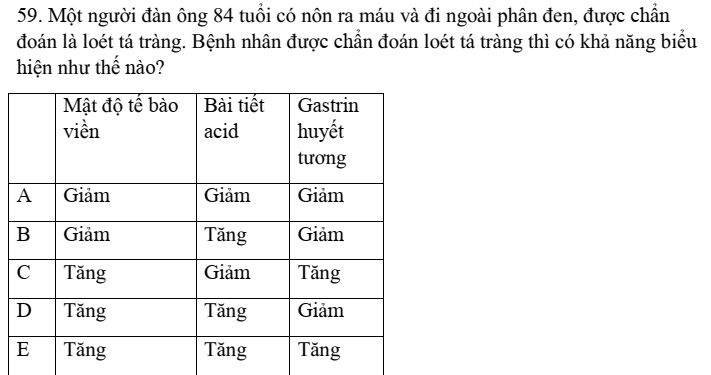 59. Một người đàn ông 84 tuổi có nôn ra máu và đi ngoài phân đen, được chẩn
đoán là loét tá tràng. Bệnh nhân được chẩn đoán loét tá tràng thì có khả năng biểu
hiện như thế nào?
Mật độ tế bào viền Bài tiết acid Gastrin huyết tương
A Giảm Giảm Giảm
B Giảm Tăng Giảm
C Tăng Giảm Tăng
D Tăng Tăng Giảm
E Tăng Tăng Tăng